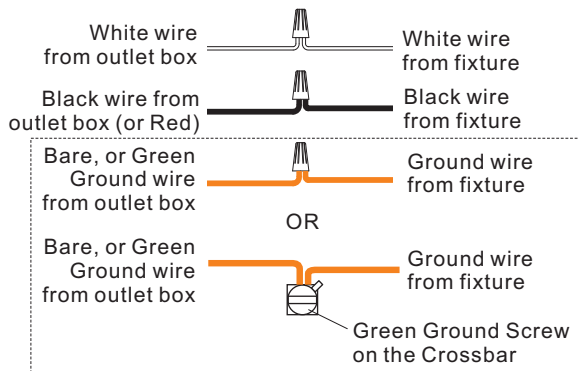 White wire
from outlet box
White wire
from fixture
Black wire from
outlet box (or Red)
Black wire
from fixture
Bare, or Green
Ground wire
from outlet box
Ground wire
from fixture
OR
Bare, or Green
Ground wire
from outlet box
Ground wire
from fixture
Green Ground Screw
on the Crossbar